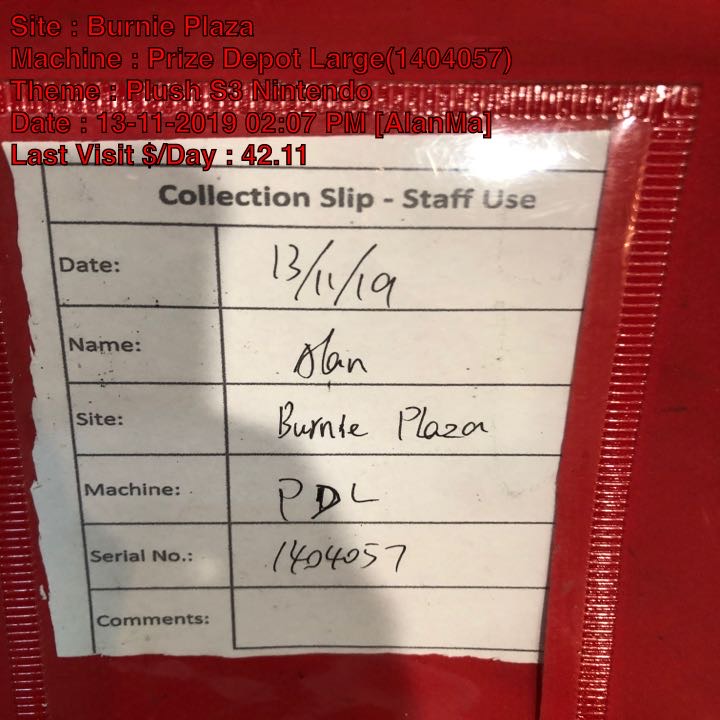 Site : Burnie Plaza
Machine : Prize Depot Large(1404057)
Theme : Plush S3 Nintendo
Date : 13-11-2019 02:07 PM [AlanMa]
Last Visit $/Day : 42.11
Collection Slip - Staff Use
Date: 13/11/19
Name: Alan
Site: Burnie Plaza
Machine: PDL
Serial No.: 1404057
Comments: